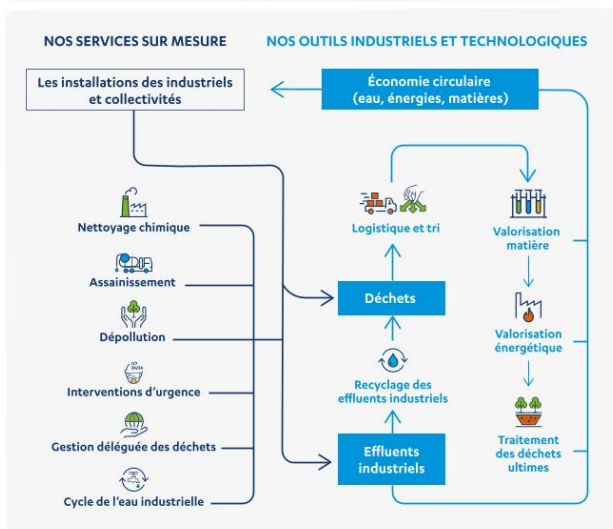 NOS SERVICES SUR MESURE
NOS OUTILS INDUSTRIELS ET TECHNOLOGIQUES
Les installations des industriels
et collectivités
Économie circulaire
(eau, énergies, matières)
Nettoyage chimique
Assainissement
Dépollution
Interventions d'urgence
Gestion déléguée des déchets
Cycle de l'eau industrielle
Logistique et tri
Déchets
Recyclage des
effluents industriels
Effluents
industriels
Valorisation
matière
Valorisation
énergétique
Traitement
des déchets
ultimes